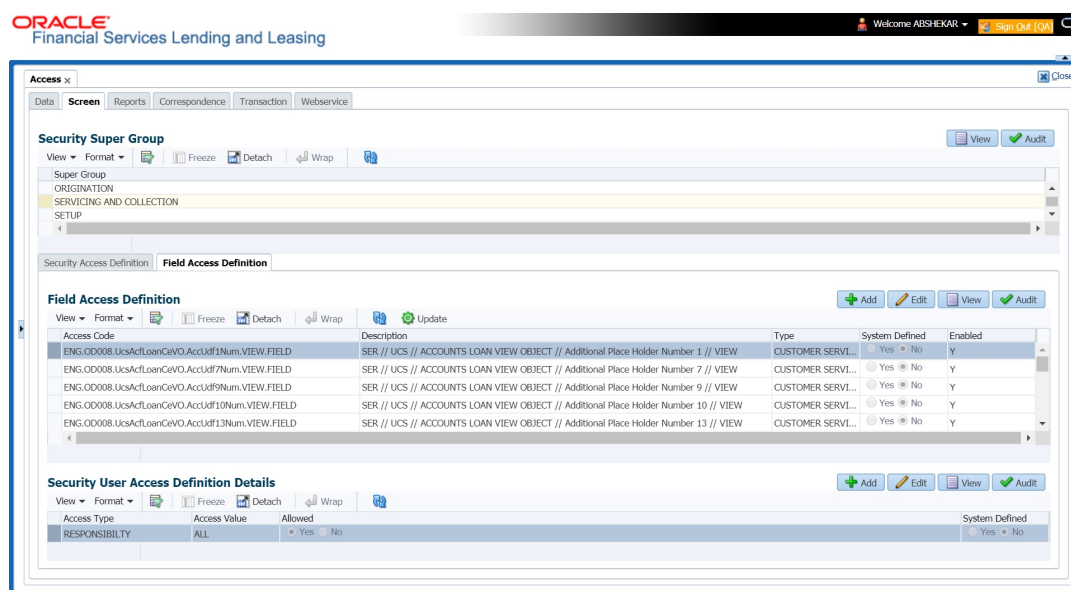 ORACLE
Financial Services Lending and Leasing
Welcome ABSHEKAR
Sign Out [QA]
Access
Close
Data Screen Reports Correspondence Transaction Webservice
Security Super Group
View Audit
View Format Freeze Detach Wrap
Super Group
ORIGINATION
SERVICING AND COLLECTION
SETUP
Security Access Definition Field Access Definition
Field Access Definition
Add Edit View Audit
View Format Freeze Detach Wrap Update
Access Code Description Type System Defined Enabled
ENG.OD008.UcsAcfLoanCeVO.AccUdf1Num.VIEW.FIELD SER // UCS // ACCOUNTS LOAN VIEW OBJECT // Additional Place Holder Number 1 // VIEW CUSTOMER SERVI... Yes No Y
ENG.OD008.UcsAcfLoanCeVO.AccUdf7Num.VIEW.FIELD SER // UCS // ACCOUNTS LOAN VIEW OBJECT // Additional Place Holder Number 7 // VIEW CUSTOMER SERVI... Yes No Y
ENG.OD008.UcsAcfLoanCeVO.AccUdf9Num.VIEW.FIELD SER // UCS // ACCOUNTS LOAN VIEW OBJECT // Additional Place Holder Number 9 // VIEW CUSTOMER SERVI... Yes No Y
ENG.OD008.UcsAcfLoanCeVO.AccUdf10Num.VIEW.FIELD SER // UCS // ACCOUNTS LOAN VIEW OBJECT // Additional Place Holder Number 10 // VIEW CUSTOMER SERVI... Yes No Y
ENG.OD008.UcsAcfLoanCeVO.AccUdf13Num.VIEW.FIELD SER // UCS // ACCOUNTS LOAN VIEW OBJECT // Additional Place Holder Number 13 // VIEW CUSTOMER SERVI... Yes No Y
Security User Access Definition Details
Add Edit View Audit
View Format Freeze Detach Wrap
Access Type Access Value Allowed System Defined
RESPONSIBILTY ALL Yes No Yes No